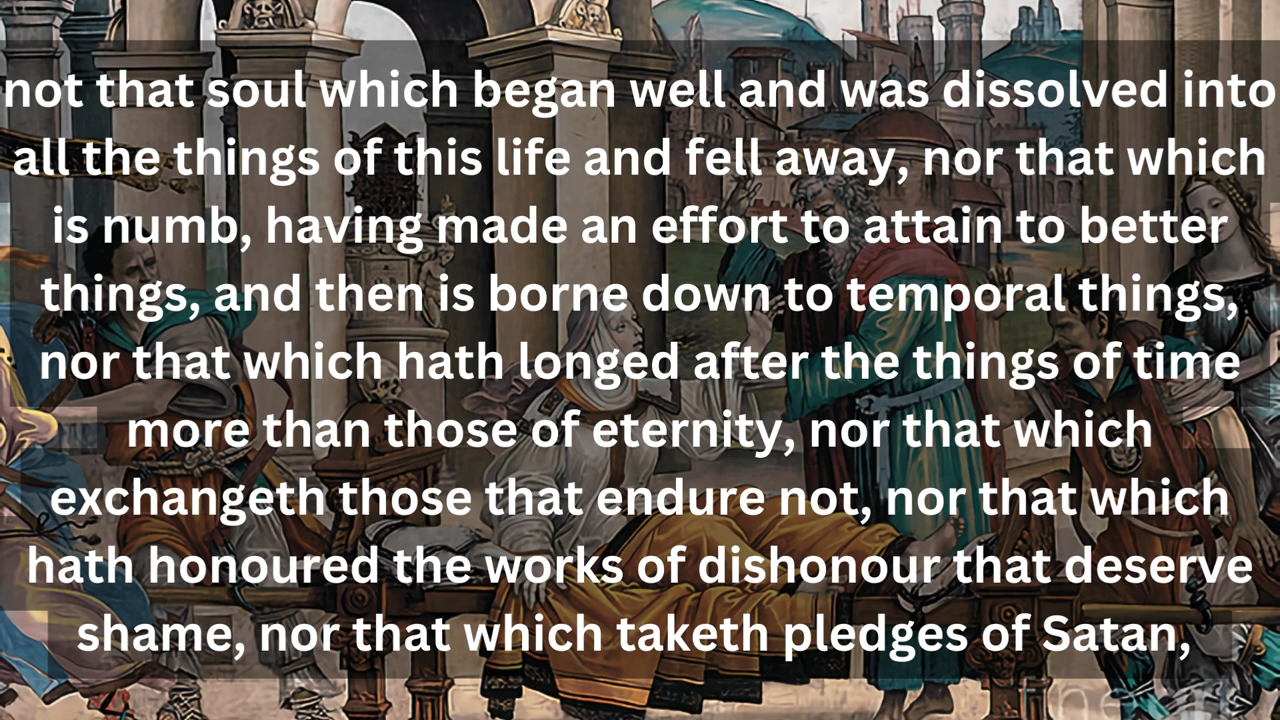 not that soul which began well and was dissolved into
all the things of this life and fell away, nor that which
is numb, having made an effort to attain to better
things, and then is borne down to temporal things,
nor that which hath longed after the things of time
more than those of eternity, nor that which
exchangeth those that endure not, nor that which
hath honoured the works of dishonour that deserve
shame, nor that which taketh pledges of Satan,